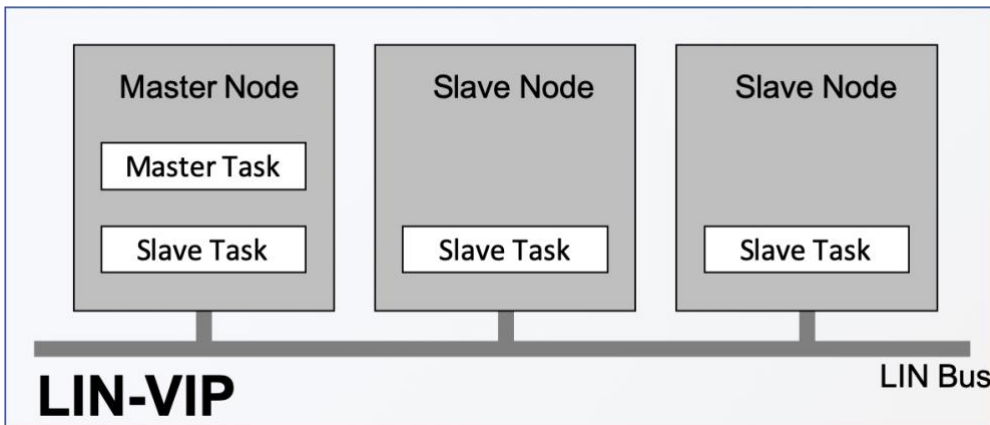 Master Node
Slave Node
Slave Node
Master Task
Slave Task
Slave Task
Slave Task
LIN Bus
LIN-VIP